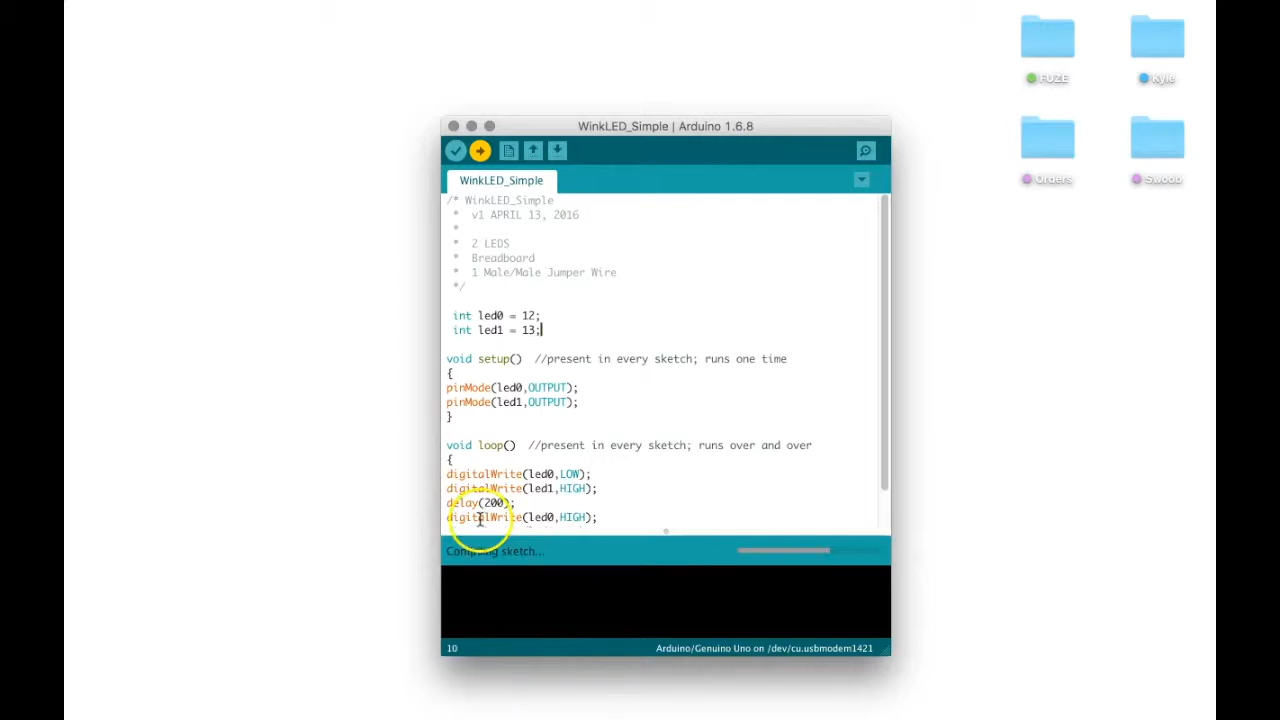 FUZE
Kyle
Orders
Swoob
WinkLED_Simple | Arduino 1.6.8
WinkLED_Simple
/* WinkLED_Simple
* v1 APRIL 13, 2016
*
* 2 LEDS
* Breadboard
* 1 Male/Male Jumper Wire
*/
int led0 = 12;
int led1 = 13;
void setup() //present in every sketch; runs one time
{
pinMode(led0,OUTPUT);
pinMode(led1,OUTPUT);
}
void loop() //present in every sketch; runs over and over
{
digitalWrite(led0,LOW);
digitalWrite(led1,HIGH);
delay(200);
digitalWrite(led0,HIGH);
Compiling sketch...
10
Arduino/Genuino Uno on /dev/cu.usbmodem1421